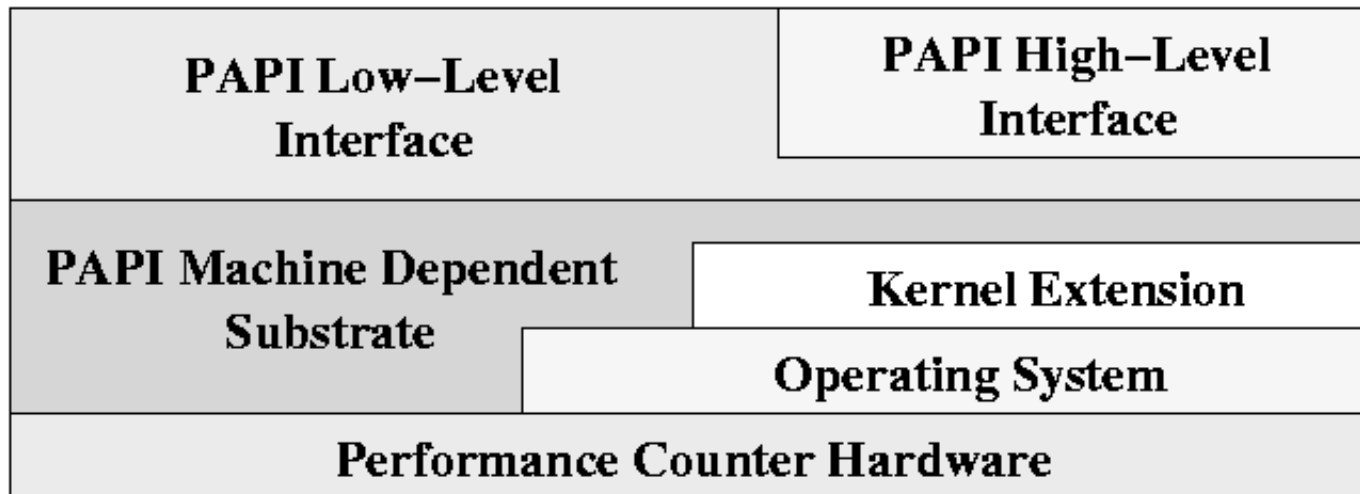 PAPI Low–Level
Interface
PAPI High–Level
Interface
PAPI Machine Dependent
Substrate
Kernel Extension
Operating System
Performance Counter Hardware